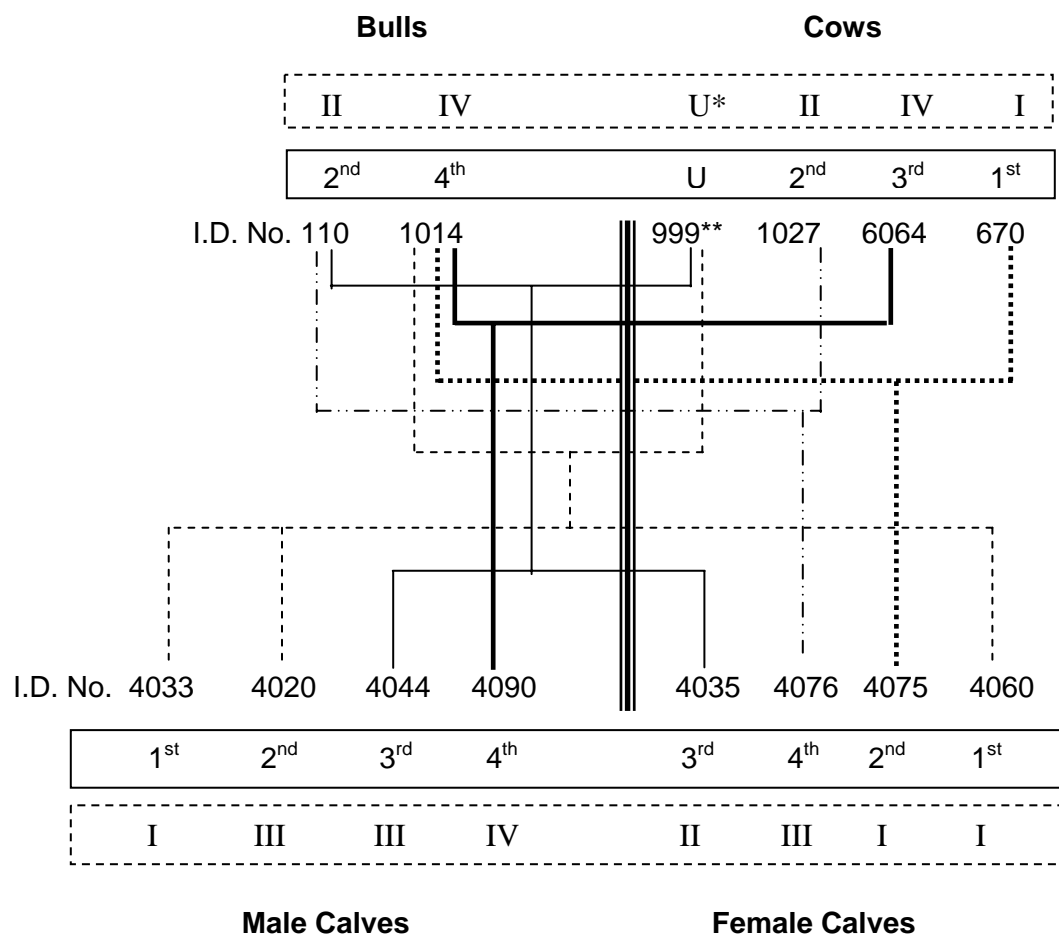 Bulls Cows
II IV U* II IV I
2nd 4th U 2nd 3rd 1st
I.D. No. 110 1014 999** 1027 6064 670
I.D. No. 4033 4020 4044 4090 4035 4076 4075 4060
1st 2nd 3rd 4th 3rd 4th 2nd 1st
I III III IV II III I I
Male Calves Female Calves